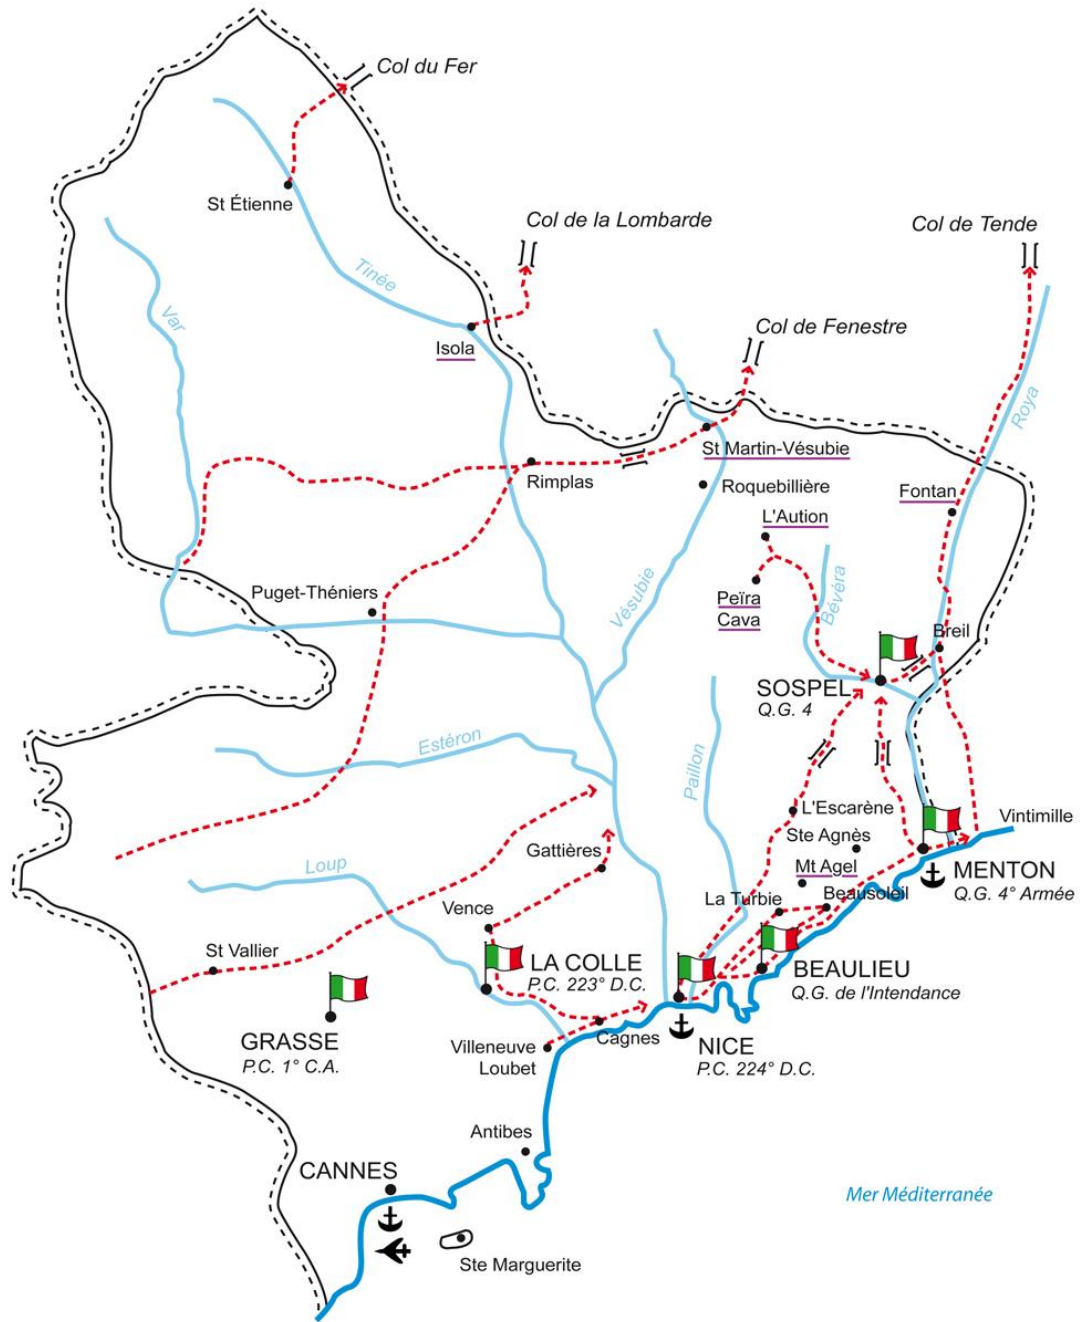 Col du Fer
St Étienne
Col de la Lombarde
Col de Tende
Tinée
Var
Isola
Col de Fenestre
Roya
St Martin-Vésubie
Rimplas
Roquebillière
Fontan
L'Aution
Puget-Théniers
Vésubie
Peïra
Cava
Bévéra
Breil
SOSPEL
Q.G. 4
Estéron
Paillon
L'Escarène
Vintimille
Ste Agnès
Gattières
Loup
Mt Agel
MENTON
Q.G. 4° Armée
Beausoleil
La Turbie
Vence
St Vallier
LA COLLE
P.C. 223° D.C.
BEAULIEU
Q.G. de l'Intendance
GRASSE
P.C. 1° C.A.
Cagnes
Villeneuve
Loubet
NICE
P.C. 224° D.C.
Antibes
CANNES
Mer Méditerranée
Ste Marguerite